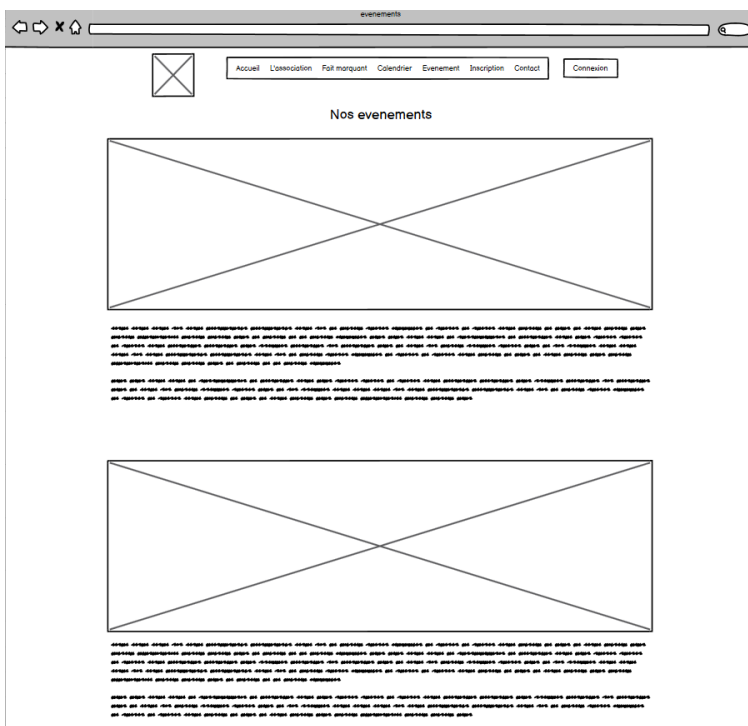 evenements
Accueil L'association Fait marquant Calendrier Evenement Inscription Contact Connexion
Nos evenements